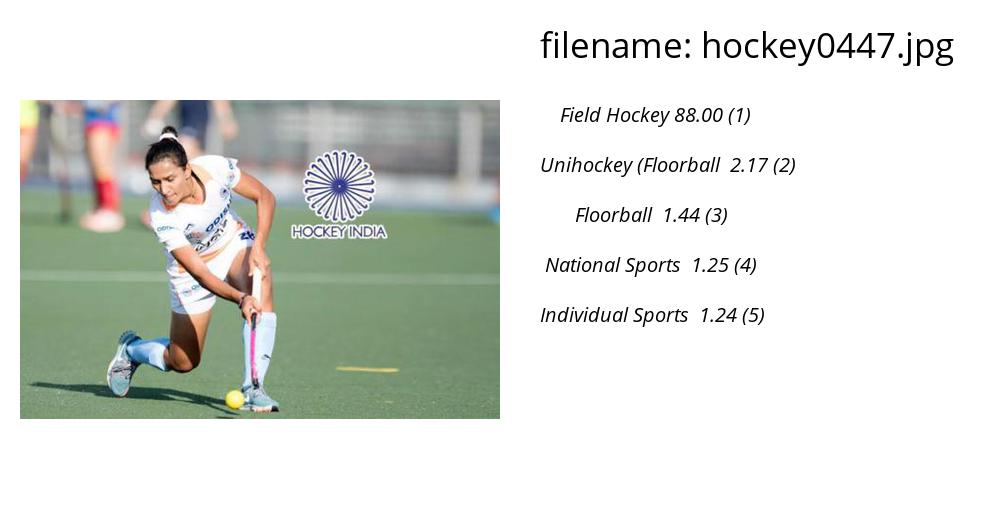 filename: hockey0447.jpg
Field Hockey 88.00 (1)
Unihockey (Floorball 2.17 (2)
Floorball 1.44 (3)
National Sports 1.25 (4)
Individual Sports 1.24 (5)
HOCKEY INDIA
ODISHA